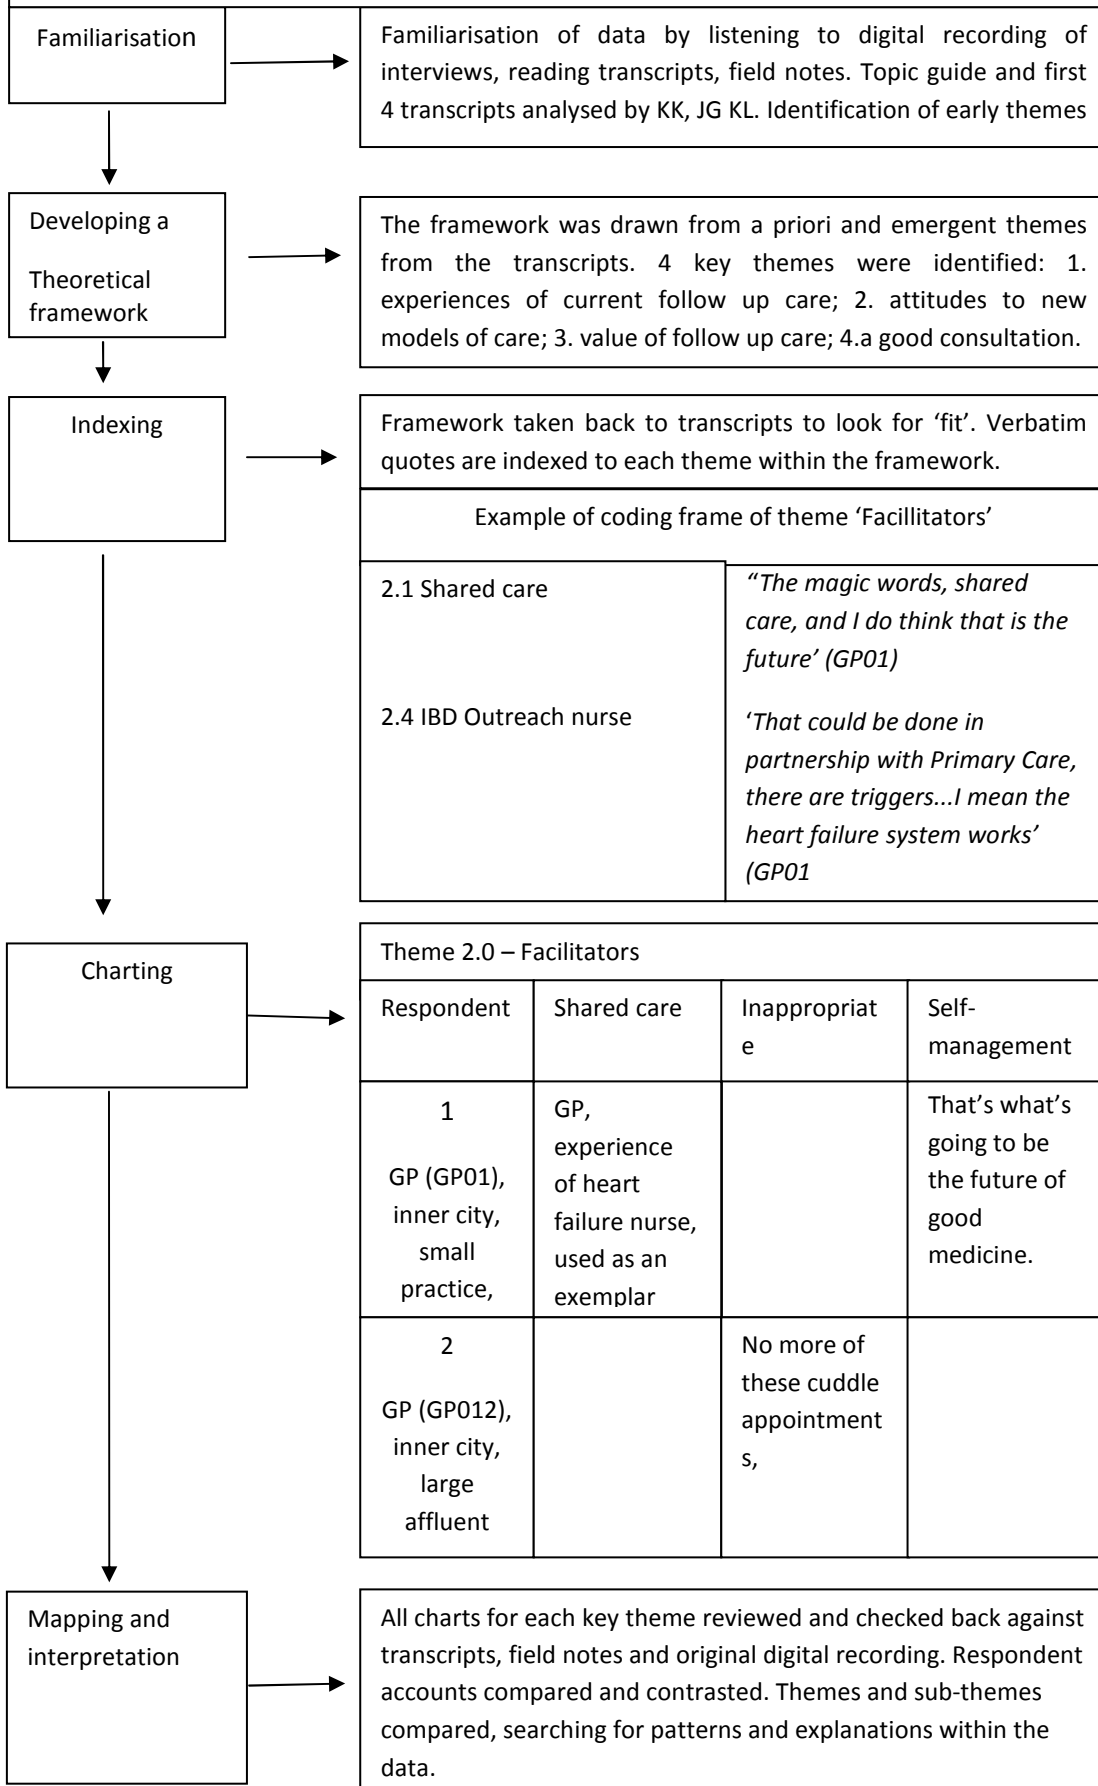 Familiarisation
Familiarisation of data by listening to digital recording of
interviews, reading transcripts, field notes. Topic guide and first
4 transcripts analysed by KK, JG KL. Identification of early themes
Developing a
Theoretical
framework
The framework was drawn from a priori and emergent themes
from the transcripts. 4 key themes were identified: 1.
experiences of current follow up care; 2. attitudes to new
models of care; 3. value of follow up care; 4.a good consultation.
Indexing
Framework taken back to transcripts to look for ‘fit’. Verbatim
quotes are indexed to each theme within the framework.
Example of coding frame of theme ‘Facillitators’
2.1 Shared care
“The magic words, shared
care, and I do think that is the
future’ (GP01)
2.4 IBD Outreach nurse
‘That could be done in
partnership with Primary Care,
there are triggers...I mean the
heart failure system works’
(GP01
Charting
Theme 2.0 – Facilitators
Respondent
Shared care
Inappropriat
e
Self-
management
1
GP (GP01),
inner city,
small
practice,
GP,
experience
of heart
failure nurse,
used as an
exemplar
That’s what’s
going to be
the future of
good
medicine.
2
GP (GP012),
inner city,
large
affluent
No more of
these cuddle
appointment
s,
Mapping and
interpretation
All charts for each key theme reviewed and checked back against
transcripts, field notes and original digital recording. Respondent
accounts compared and contrasted. Themes and sub-themes
compared, searching for patterns and explanations within the
data.